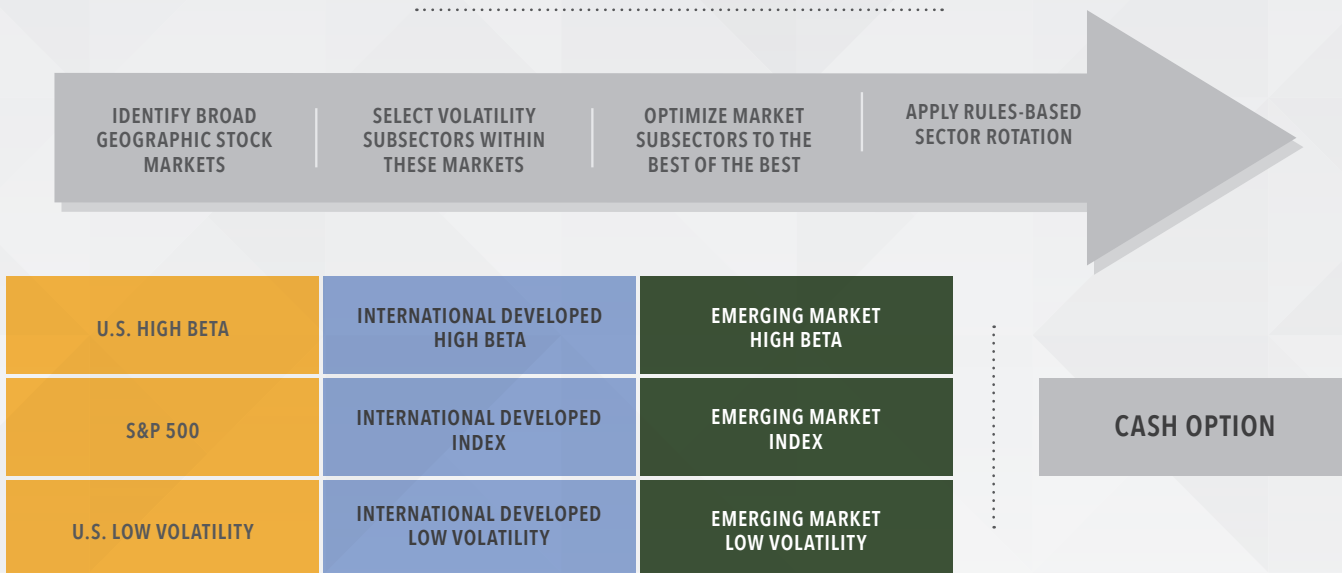 IDENTIFY BROAD
GEOGRAPHIC STOCK
MARKETS
SELECT VOLATILITY
SUBSECTORS WITHIN
THESE MARKETS
OPTIMIZE MARKET
SUBSECTORS TO THE
BEST OF THE BEST
APPLY RULES-BASED
SECTOR ROTATION
U.S. HIGH BETA
INTERNATIONAL DEVELOPED
HIGH BETA
EMERGING MARKET
HIGH BETA
S&P 500
INTERNATIONAL DEVELOPED
INDEX
EMERGING MARKET
INDEX
CASH OPTION
U.S. LOW VOLATILITY
INTERNATIONAL DEVELOPED
LOW VOLATILITY
EMERGING MARKET
LOW VOLATILITY